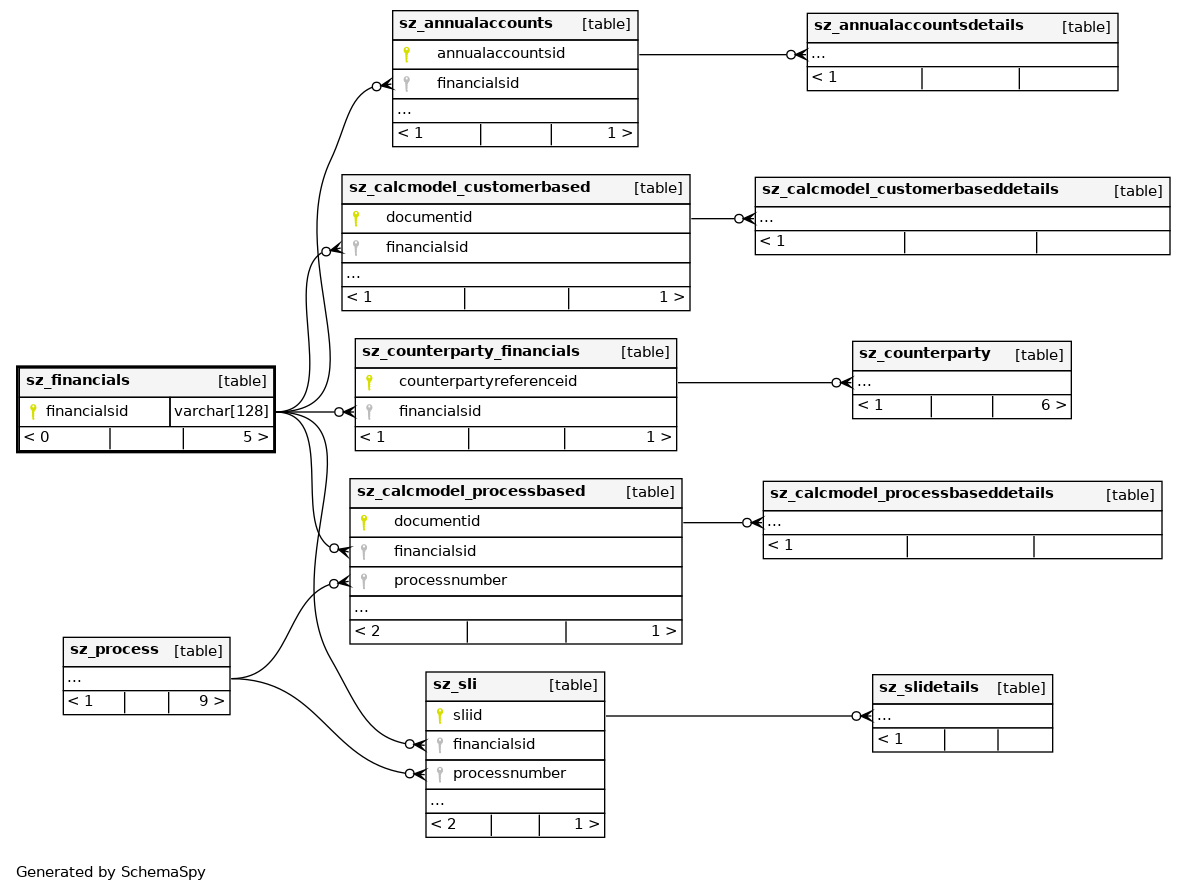 sz_annualaccounts [table]
annualaccountsid
financialsid
...
< 1 1 >
sz_annualaccountsdetails [table]
...
< 1
sz_calcmodel_customerbased [table]
documentid
financialsid
...
< 1 1 >
sz_calcmodel_customerbaseddetails [table]
...
< 1
sz_financials [table]
financialsid varchar[128]
< 0 5 >
sz_counterparty_financials [table]
counterpartyreferenceid
financialsid
< 1 1 >
sz_counterparty [table]
...
< 1 6 >
sz_calcmodel_processbased [table]
documentid
financialsid
processnumber
...
< 2 1 >
sz_calcmodel_processbaseddetails [table]
...
< 1
sz_process [table]
...
< 1 9 >
sz_sli [table]
sliid
financialsid
processnumber
...
< 2 1 >
sz_slidetails [table]
...
< 1
Generated by SchemaSpy